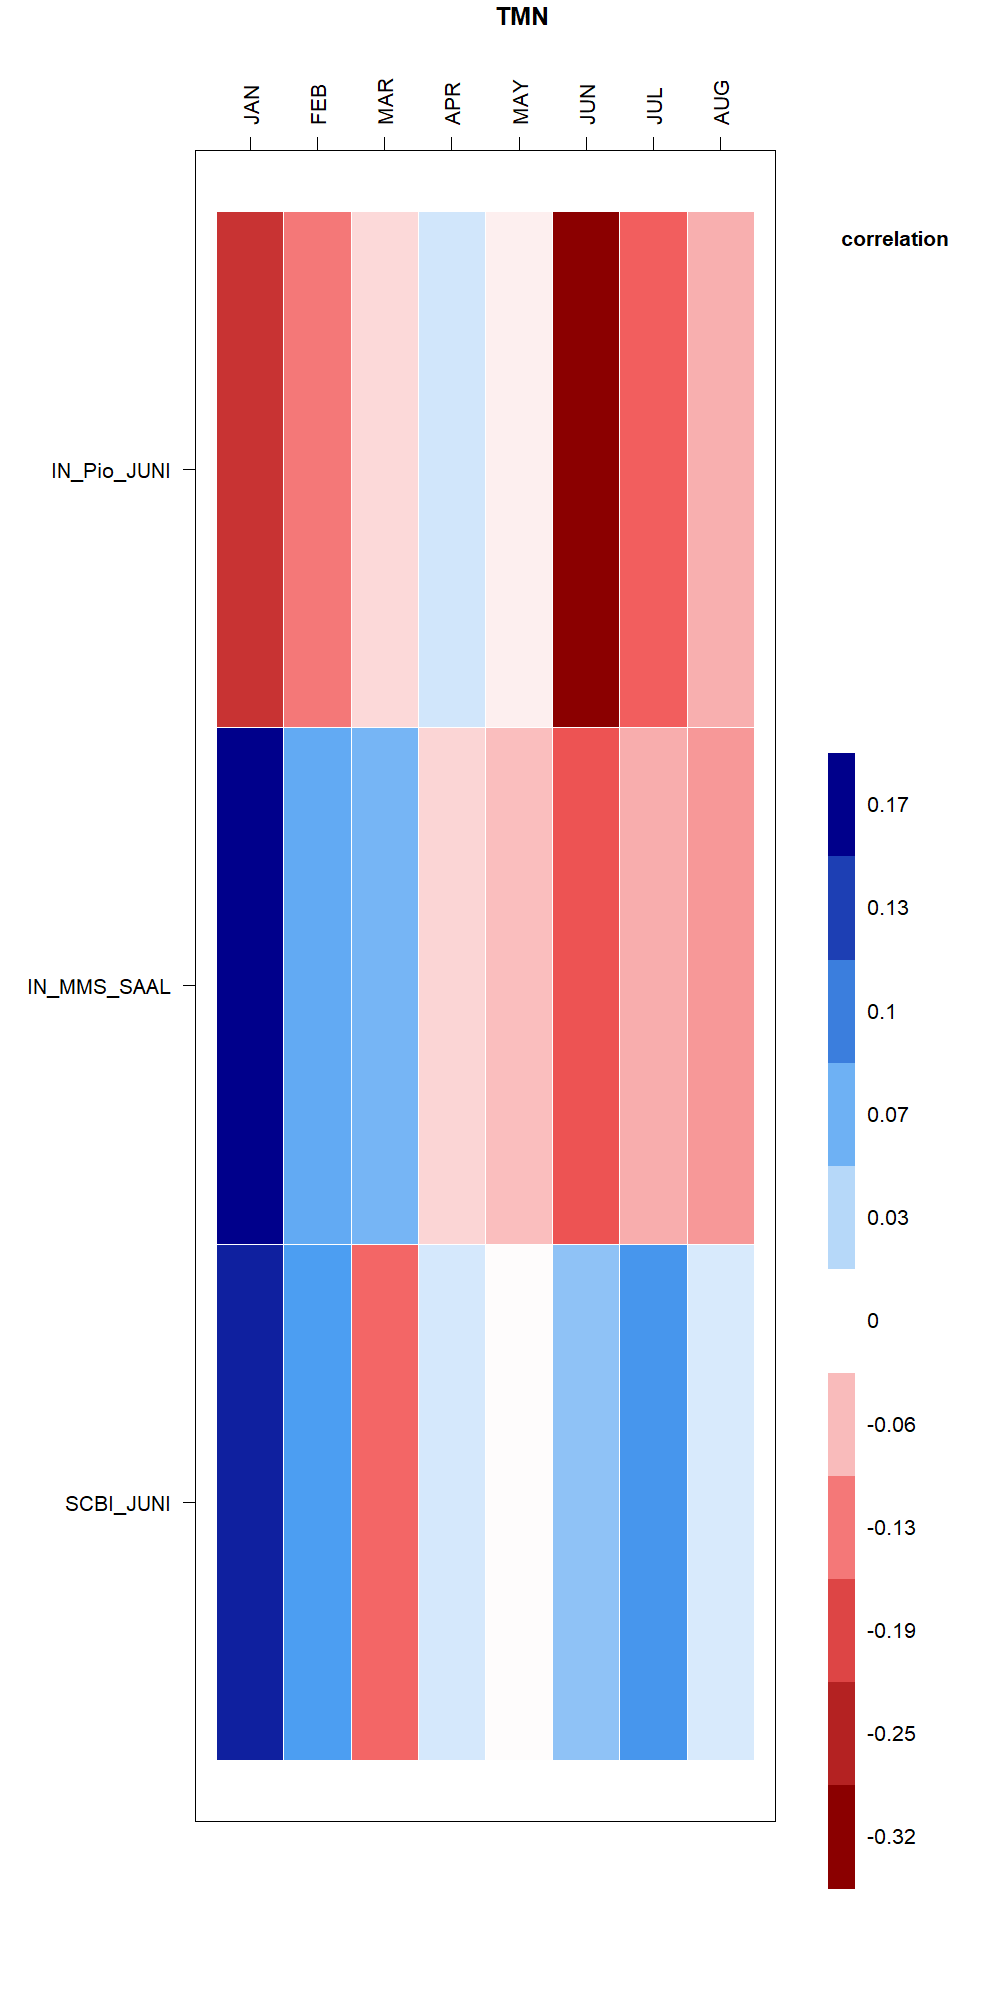 TMN
JAN
FEB
MAR
APR
MAY
JUN
JUL
AUG
correlation
IN_Pio_JUNI
IN_MMS_SAAL
SCBI_JUNI
0.17
0.13
0.1
0.07
0.03
0
-0.06
-0.13
-0.19
-0.25
-0.32